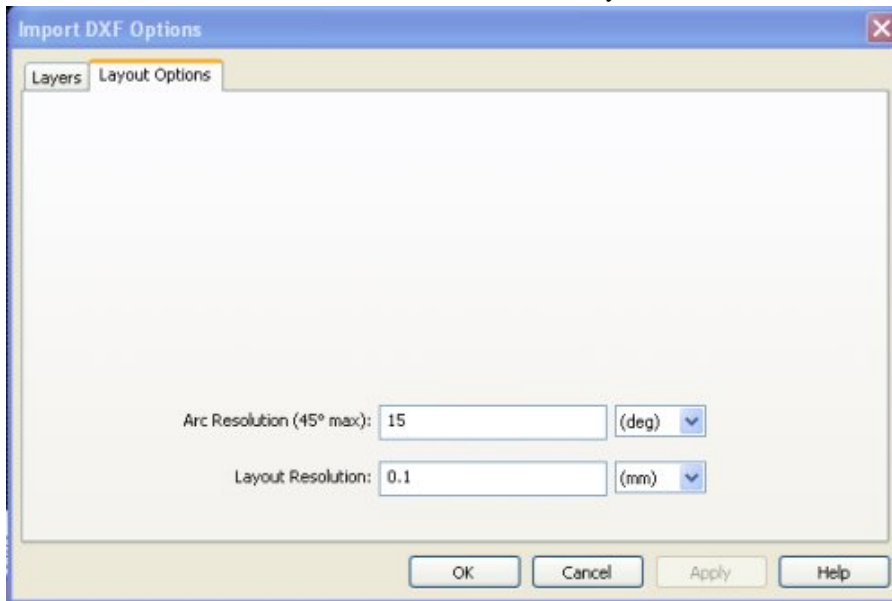 Import DXF Options
Layers Layout Options
Arc Resolution (45° max): 15 (deg)
Layout Resolution: 0.1 (mm)
OK Cancel Apply Help